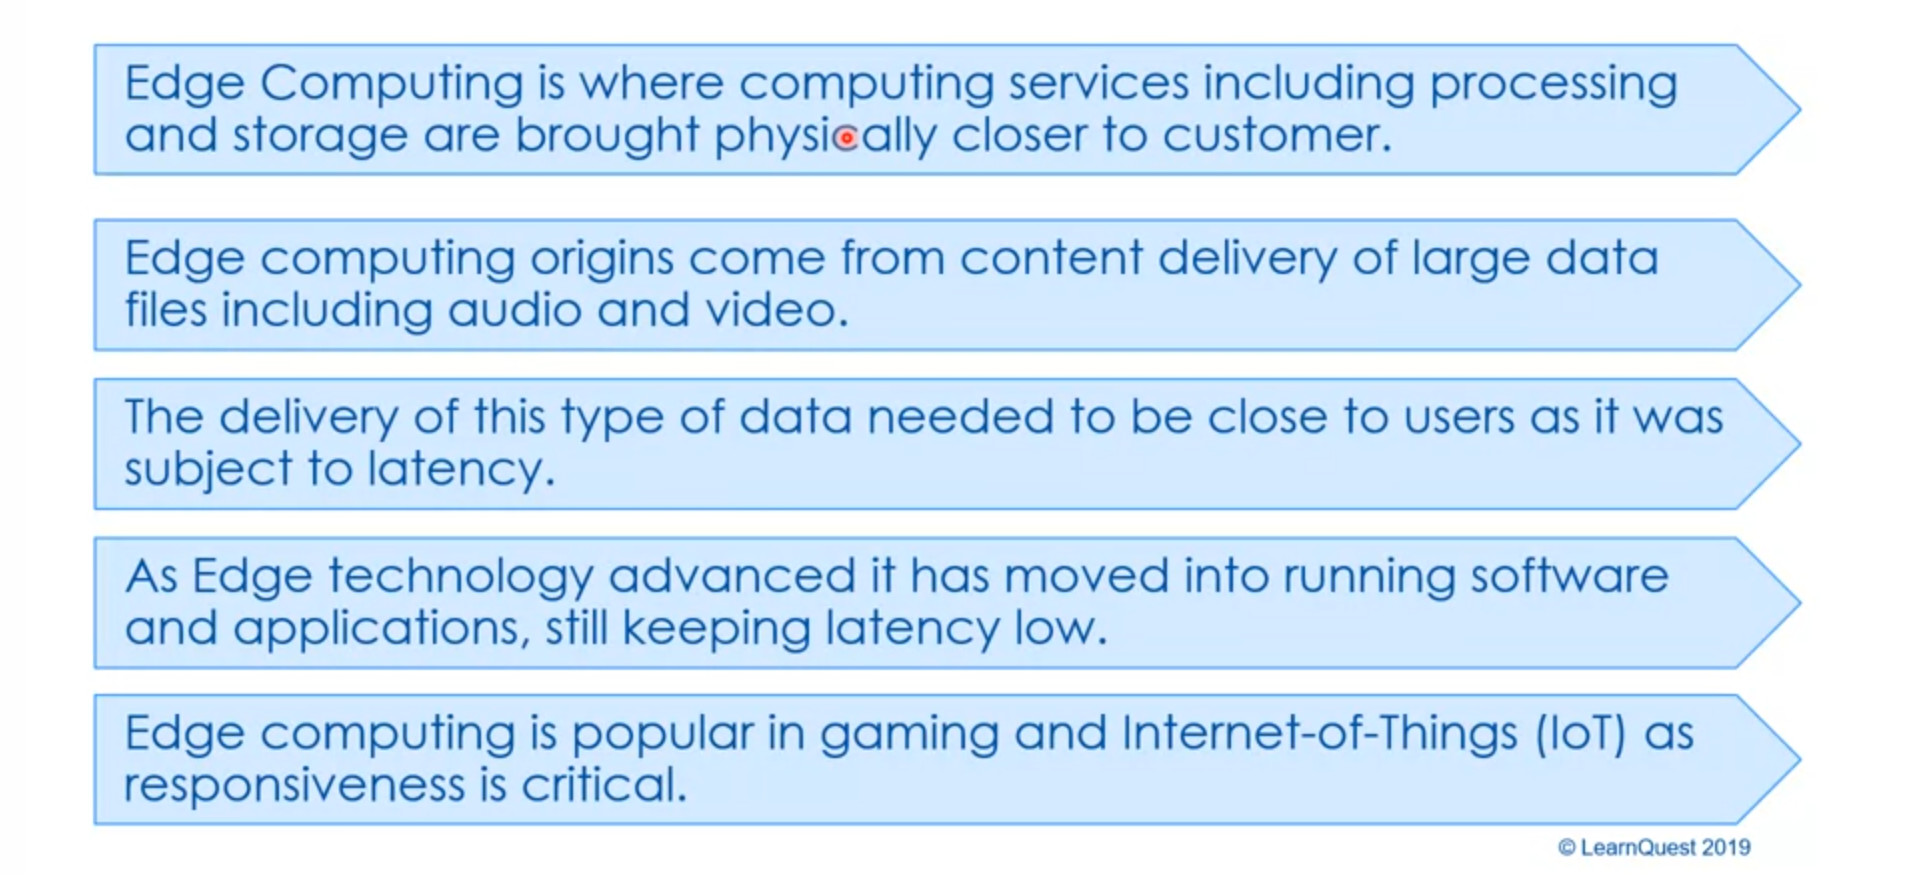 Edge Computing is where computing services including processing
and storage are brought physically closer to customer.
Edge computing origins come from content delivery of large data
files including audio and video.
The delivery of this type of data needed to be close to users as it was
subject to latency.
As Edge technology advanced it has moved into running software
and applications, still keeping latency low.
Edge computing is popular in gaming and Internet-of-Things (IoT) as
responsiveness is critical.
© LearnQuest 2019